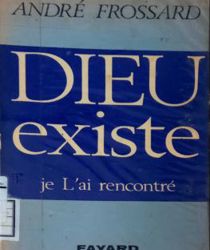 ANDRÉ FROSSARD
DIEU
existe
je L'ai rencontré
FAYARD